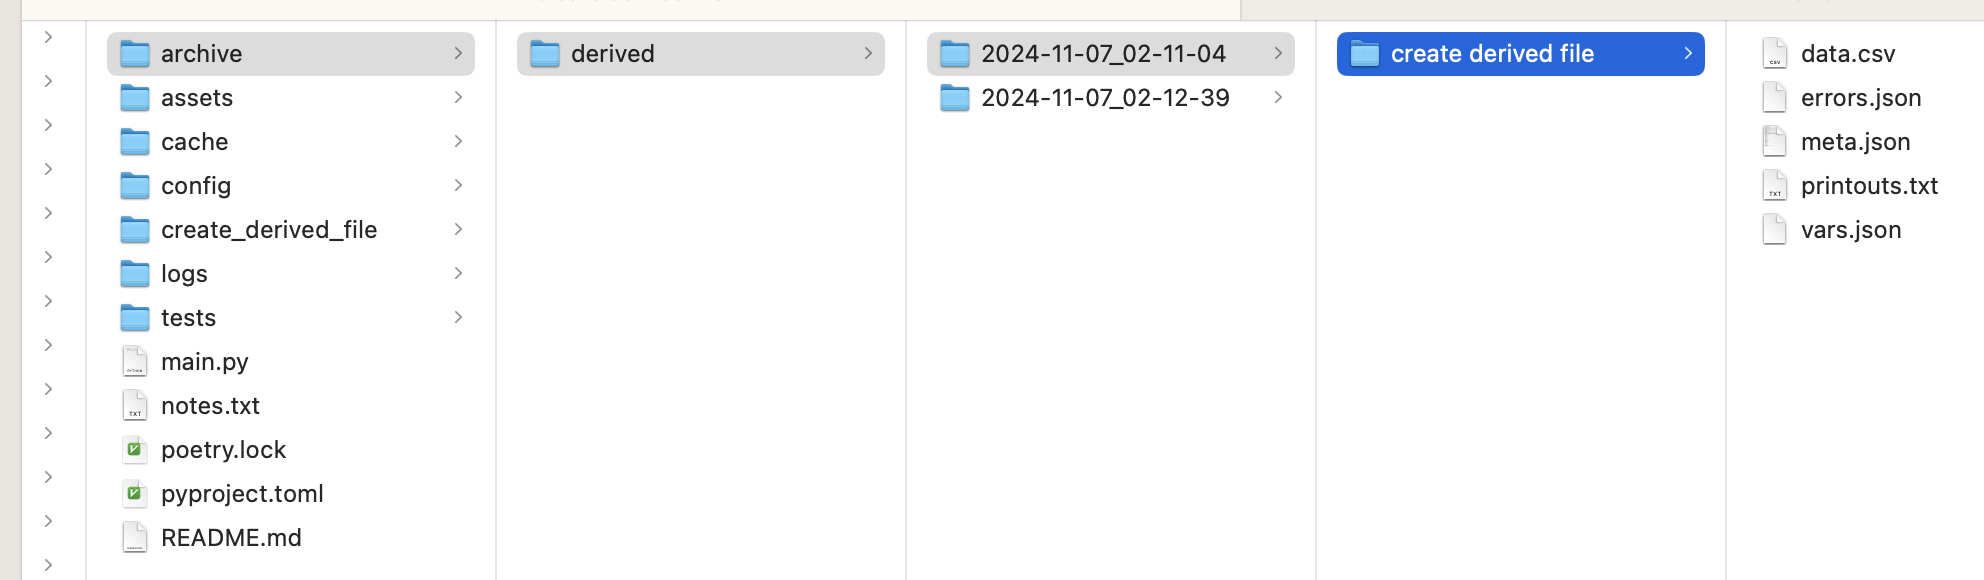 archive
assets
cache
config
create_derived_file
logs
tests
main.py
notes.txt
poetry.lock
pyproject.toml
README.md
derived
2024-11-07_02-11-04
2024-11-07_02-12-39
create derived file
data.csv
errors.json
meta.json
printouts.txt
vars.json